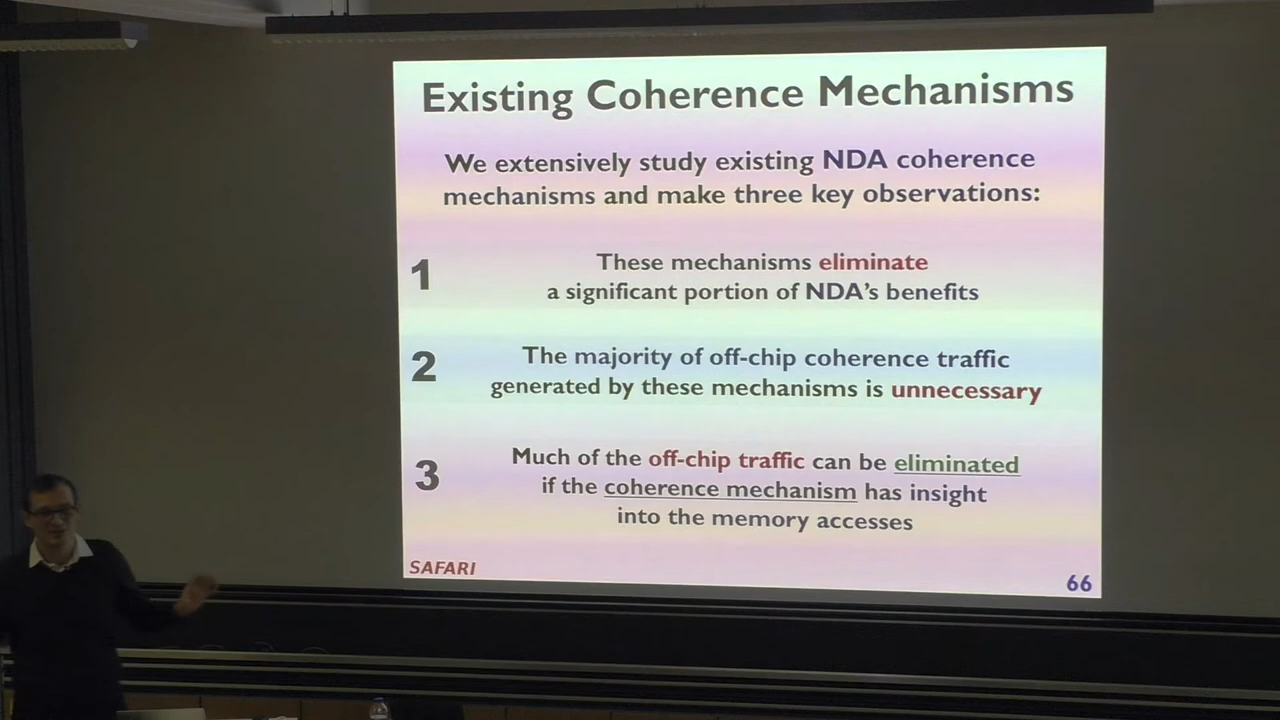 Existing Coherence Mechanisms
We extensively study existing NDA coherence
mechanisms and make three key observations:
1
These mechanisms eliminate
a significant portion of NDA's benefits
2
The majority of off-chip coherence traffic
generated by these mechanisms is unnecessary
3
Much of the off-chip traffic can be eliminated
if the coherence mechanism has insight
into the memory accesses
SAFARI
66